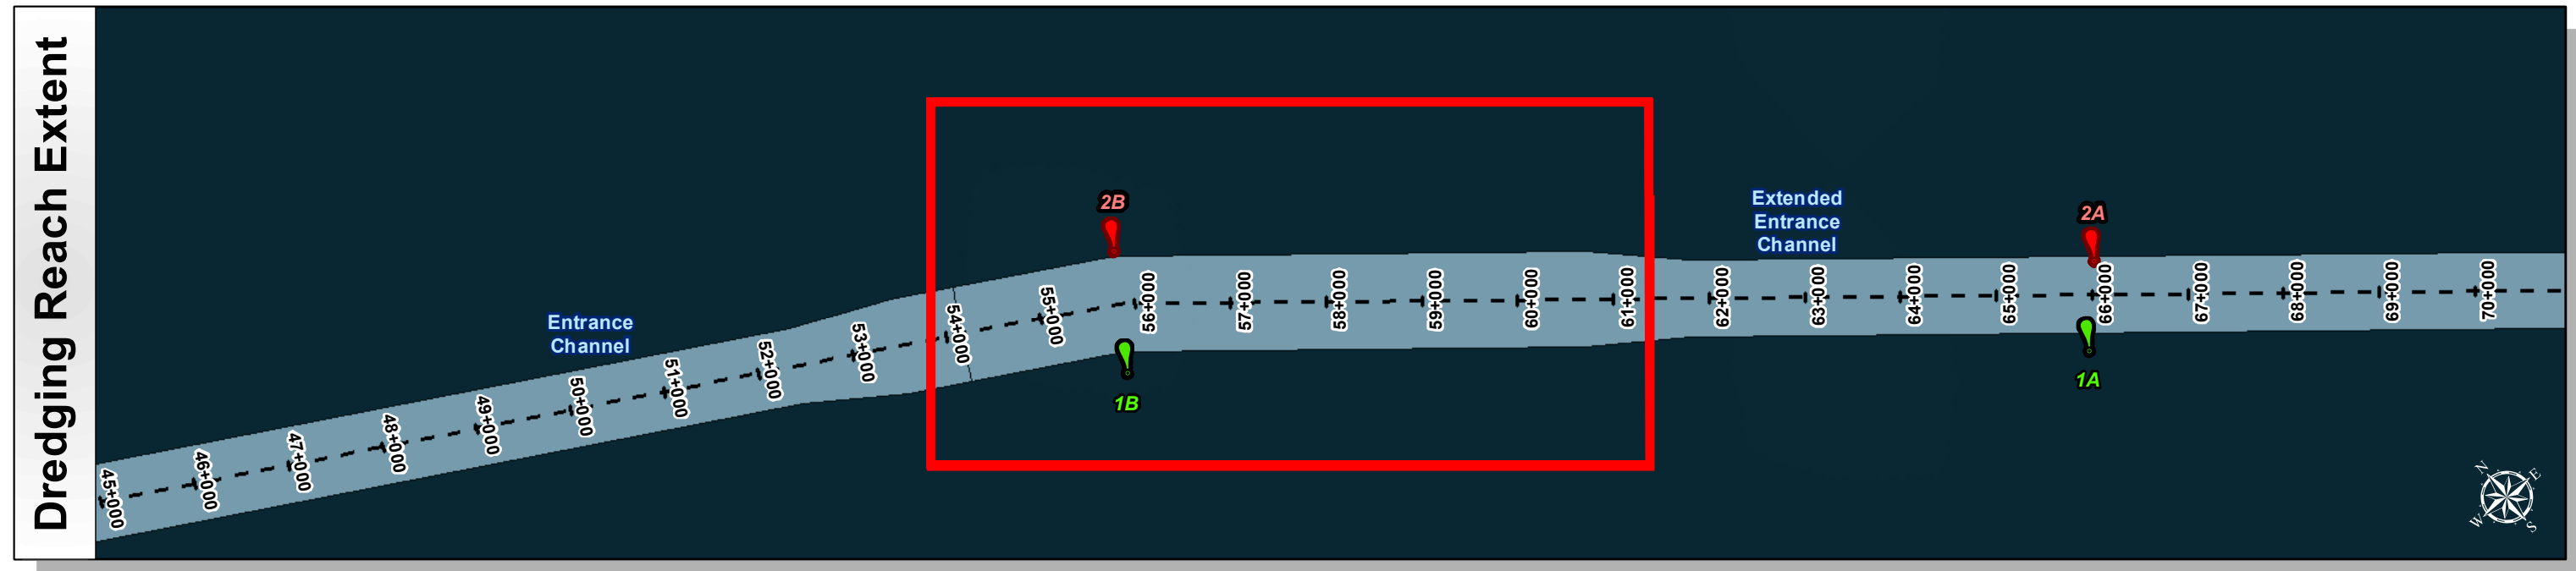 Dredging Reach Extent
2B
Extended
Entrance
Channel
2A
Entrance
Channel
45+000
46+000
47+000
48+000
49+000
50+000
51+000
52+000
53+000
54+000
55+000
56+000
57+000
58+000
59+000
60+000
61+000
62+000
63+000
64+000
65+000
66+000
67+000
68+000
69+000
70+000
1B
1A
N
E
W
S